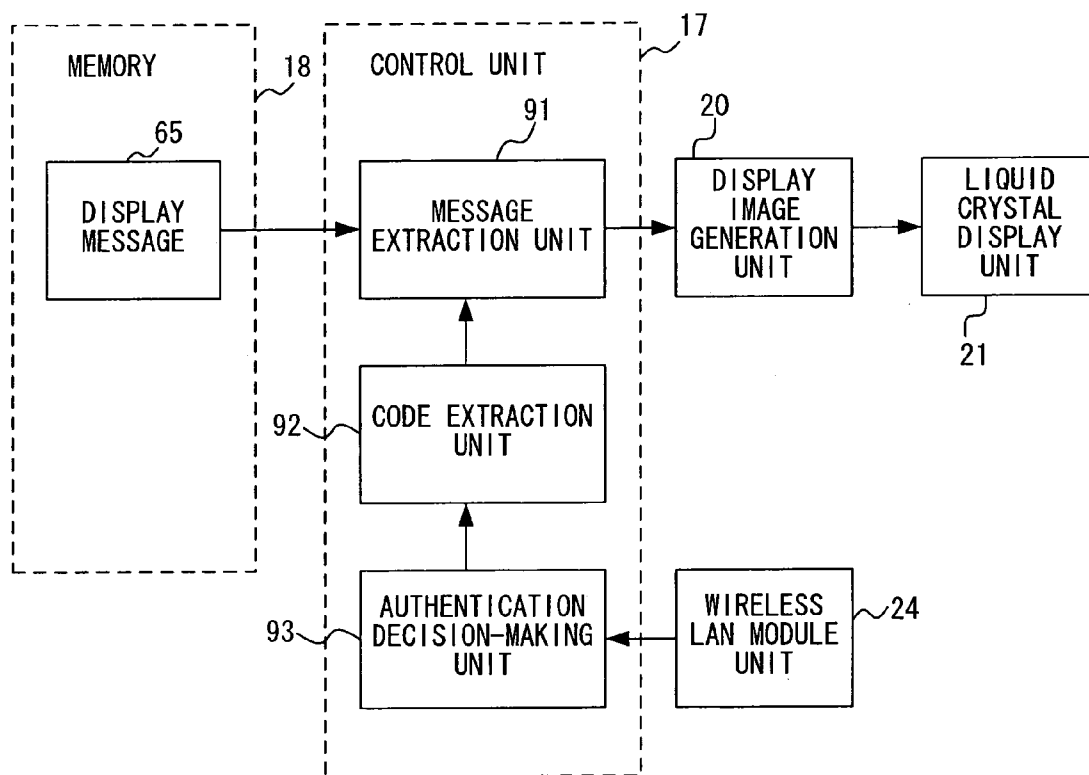 17
MEMORY
18
CONTROL UNIT
65
91
20
DISPLAY
MESSAGE
MESSAGE
EXTRACTION UNIT
DISPLAY
IMAGE
GENERATION
UNIT
LIQUID
CRYSTAL
DISPLAY
UNIT
21
92
CODE EXTRACTION
UNIT
93
AUTHENTICATION
DECISION-MAKING
UNIT
WIRELESS
LAN MODULE
UNIT
24